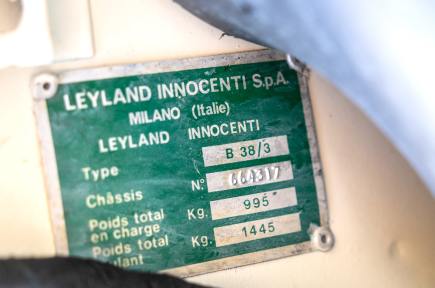 LEYLAND INNOCENTI S.p.A.
MILANO (Italie)
LEYLAND INNOCENTI
Type B 38/3
Châssis N° 664317
Poids total en charge Kg. 995
Poids total Kg. 1445